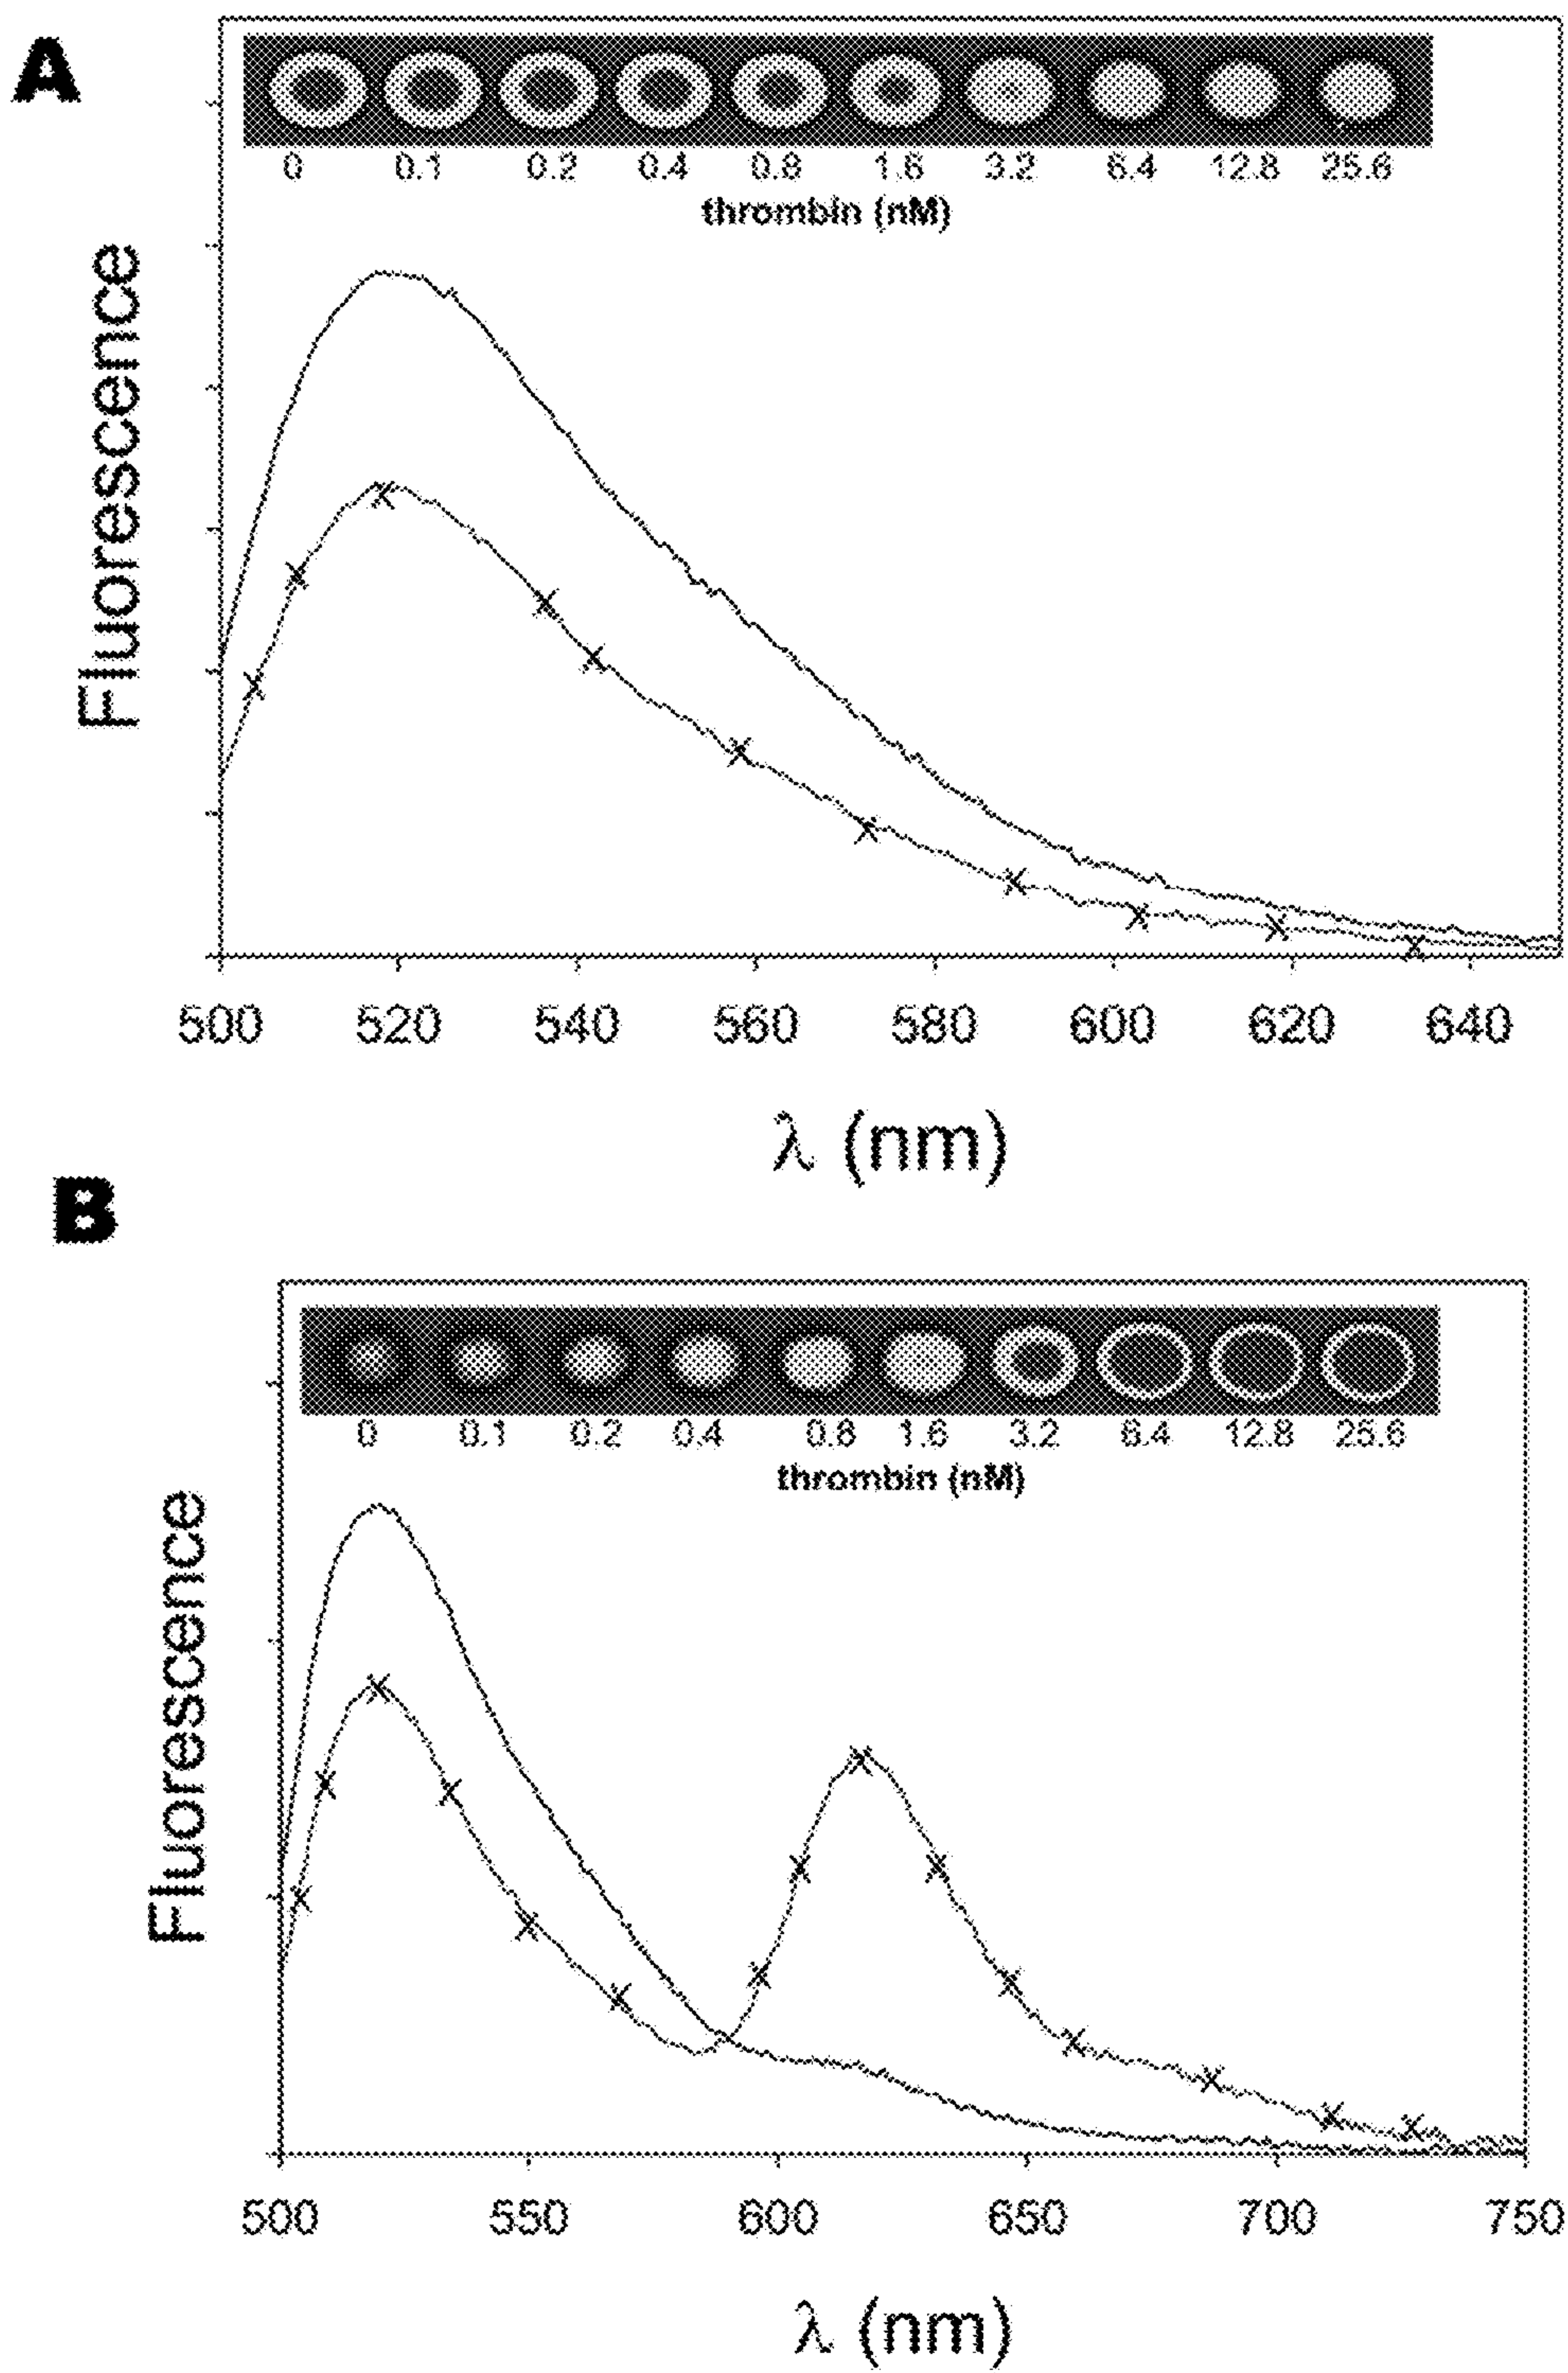 A
0 0.1 0.2 0.4 0.8 1.6 3.2 6.4 12.8 25.6
thrombin (nM)
Fluorescence
500 520 540 560 580 600 620 640
λ (nm)
B
0 0.1 0.2 0.4 0.8 1.6 3.2 6.4 12.8 25.6
thrombin (nM)
Fluorescence
500 550 600 650 700 750
λ (nm)